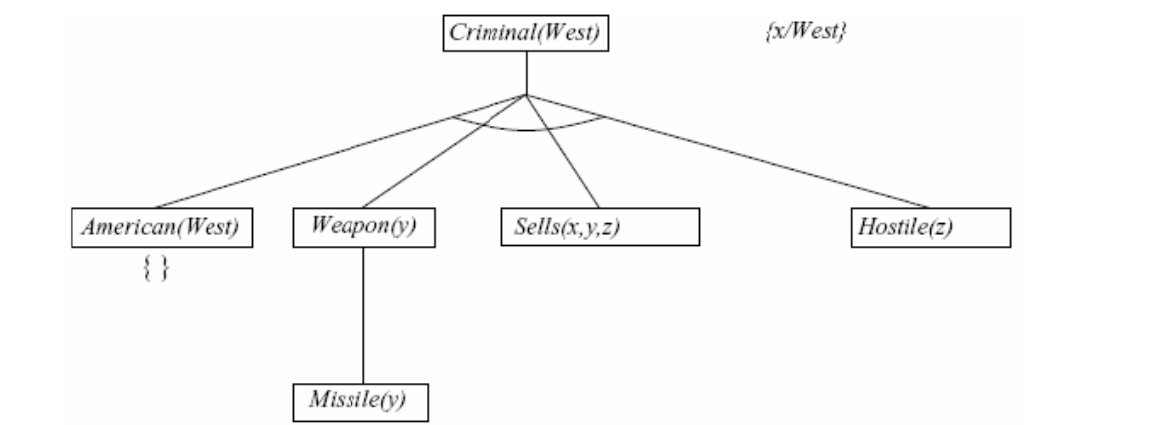 Criminal(West)
{x/West}
American(West)
Weapon(y)
Sells(x,y,z)
Hostile(z)
{ }
Missile(y)